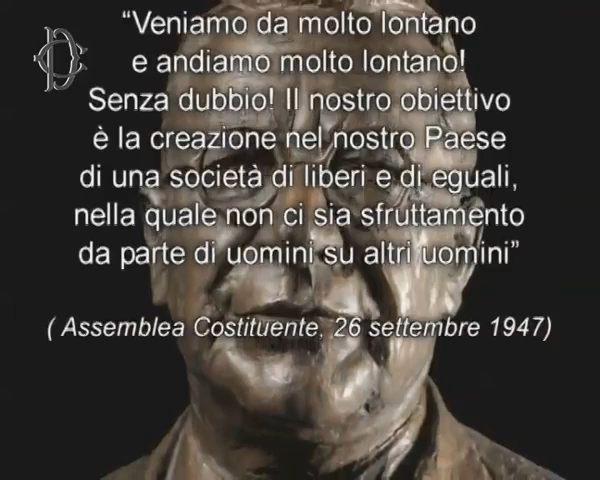 “Veniamo da molto lontano
e andiamo molto lontano!
Senza dubbio! Il nostro obiettivo
è la creazione nel nostro Paese
di una società di liberi e di eguali,
nella quale non ci sia sfruttamento
da parte di uomini su altri uomini”
( Assemblea Costituente, 26 settembre 1947)